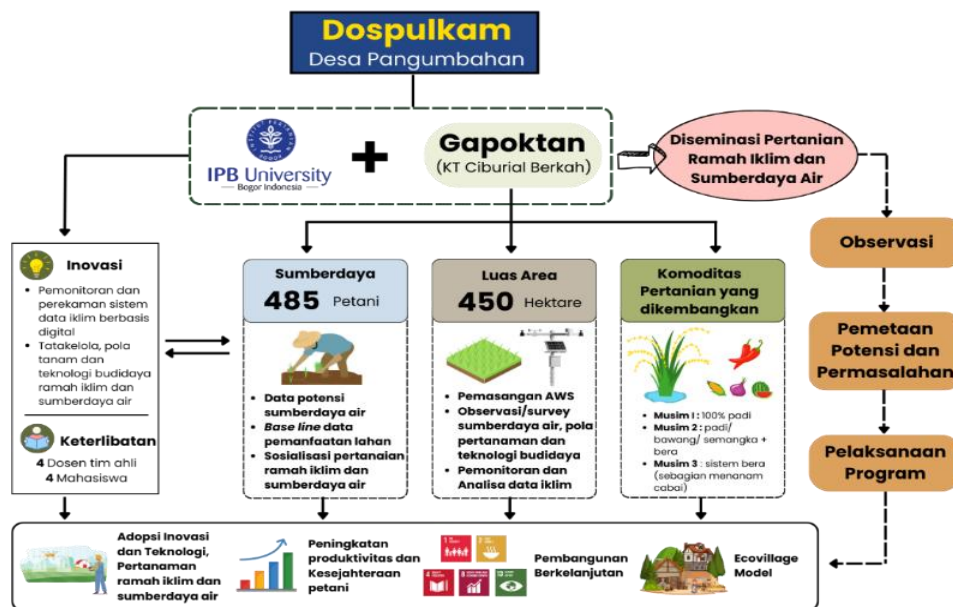 Dospulkam
Desa Pangumbahan
IPB University
Bogor Indonesia
+
Gapoktan
(KT Ciburial Berkah)
Diseminasi Pertanian
Ramah Iklim dan
Sumberdaya Air
Inovasi
• Pemonitoran dan
perekaman sistem
data iklim berbasis
digital
• Tatakelola, pola
tanam dan
teknologi budidaya
ramah iklim dan
sumberdaya air
Keterlibatan
4 Dosen tim ahli
4 Mahasiswa
Sumberdaya
485 Petani
• Data potensi
sumberdaya air
• Base line data
pemanfaatan lahan
• Sosialisasi pertanaian
ramah iklim dan
sumberdaya air
Luas Area
450 Hektare
• Pemasangan AWS
• Observasi/survey
sumberdaya air, pola
pertanaman dan
teknologi budidaya
• Pemonitoran dan
Analisa data iklim
Komoditas
Pertanian yang
dikembangkan
• Musim 1 : 100% padi
• Musim 2 : padi/
bawang/ semangka +
bera
• Musim 3 : sistem bera
(sebagian menanam
cabai)
Observasi
Pemetaan
Potensi dan
Permasalahan
Pelaksanaan
Program
Adopsi Inovasi
dan Teknologi,
Pertanaman
ramah iklim dan
sumberdaya air
Peningkatan
produktivitas dan
Kesejahteraan
petani
Pembangunan
Berkelanjutan
Ecovillage
Model